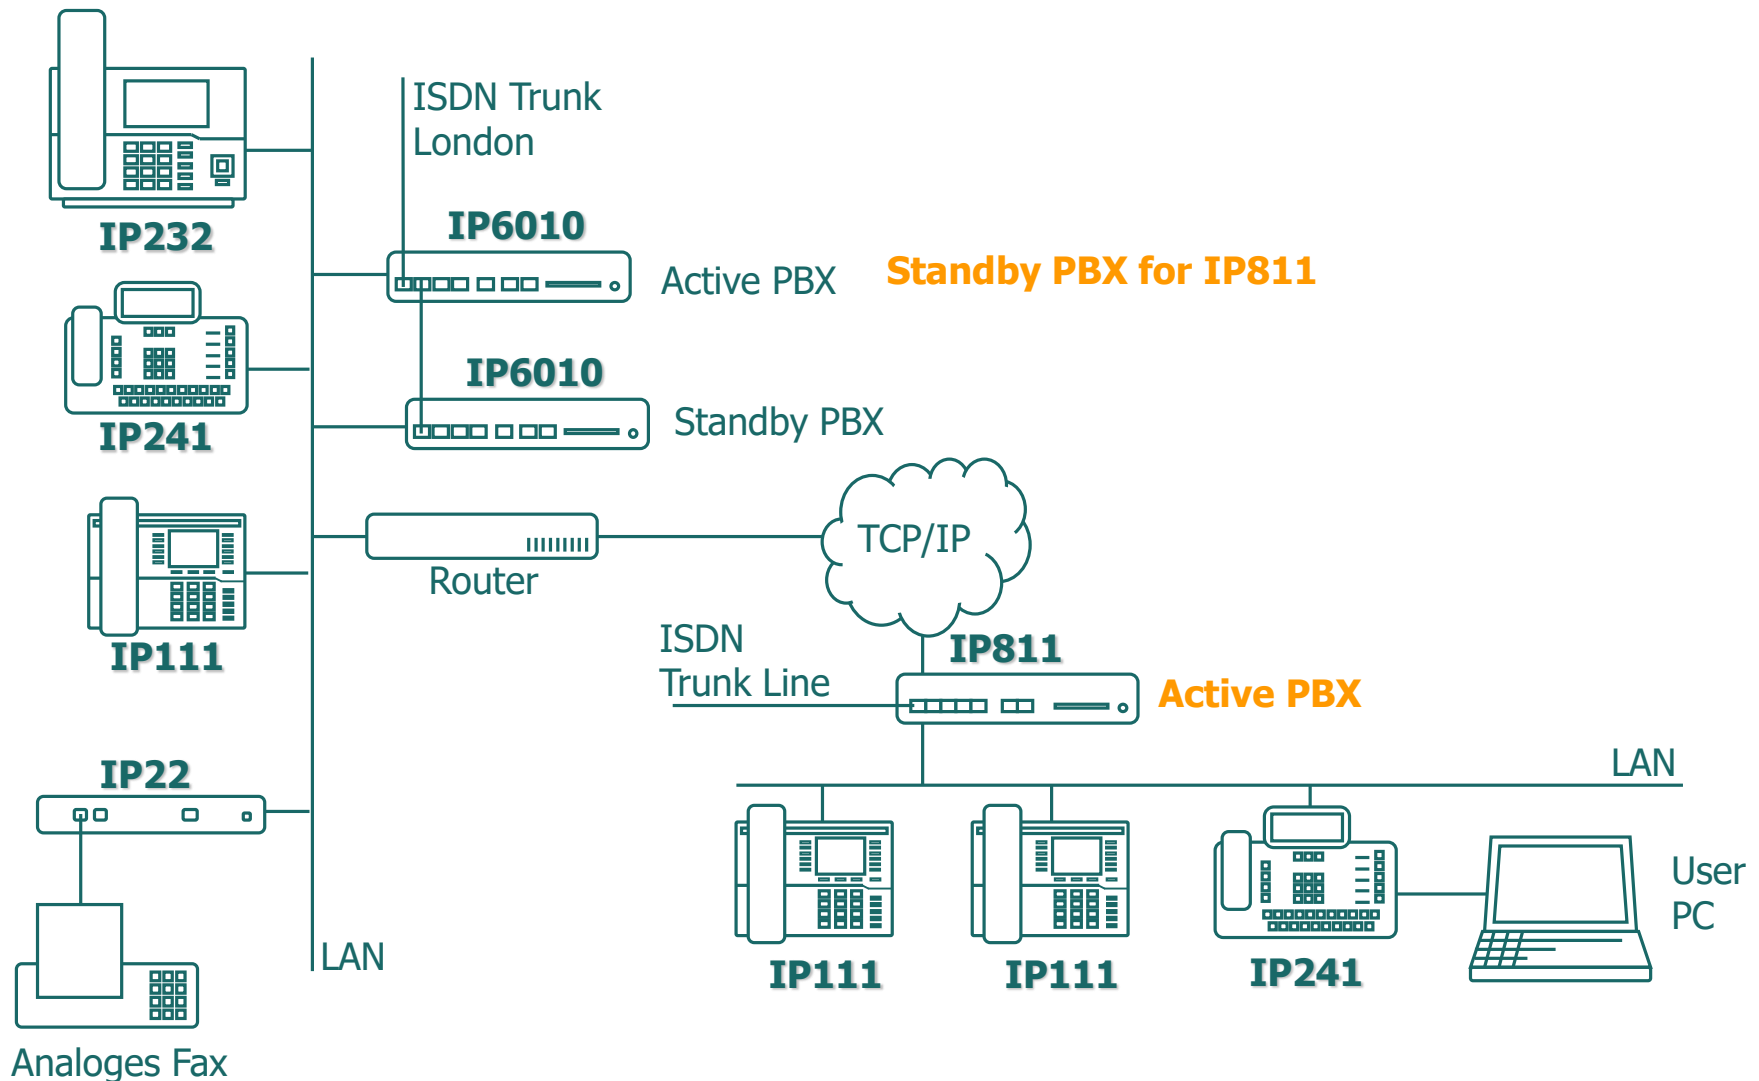 ISDN Trunk
London
IP232
IP6010
Active PBX
Standby PBX for IP811
IP6010
IP241
Standby PBX
TCP/IP
Router
IP111
ISDN
Trunk Line
IP811
Active PBX
IP22
LAN
User
PC
LAN
IP111
IP111
IP241
Analoges Fax